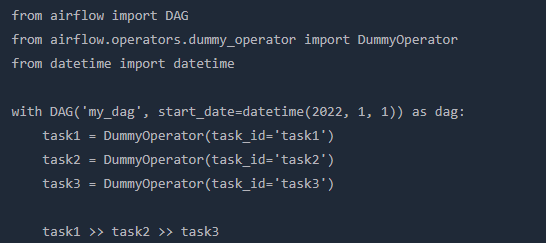 from airflow import DAG
from airflow.operators.dummy_operator import DummyOperator
from datetime import datetime

with DAG('my_dag', start_date=datetime(2022, 1, 1)) as dag:
    task1 = DummyOperator(task_id='task1')
    task2 = DummyOperator(task_id='task2')
    task3 = DummyOperator(task_id='task3')

    task1 >> task2 >> task3